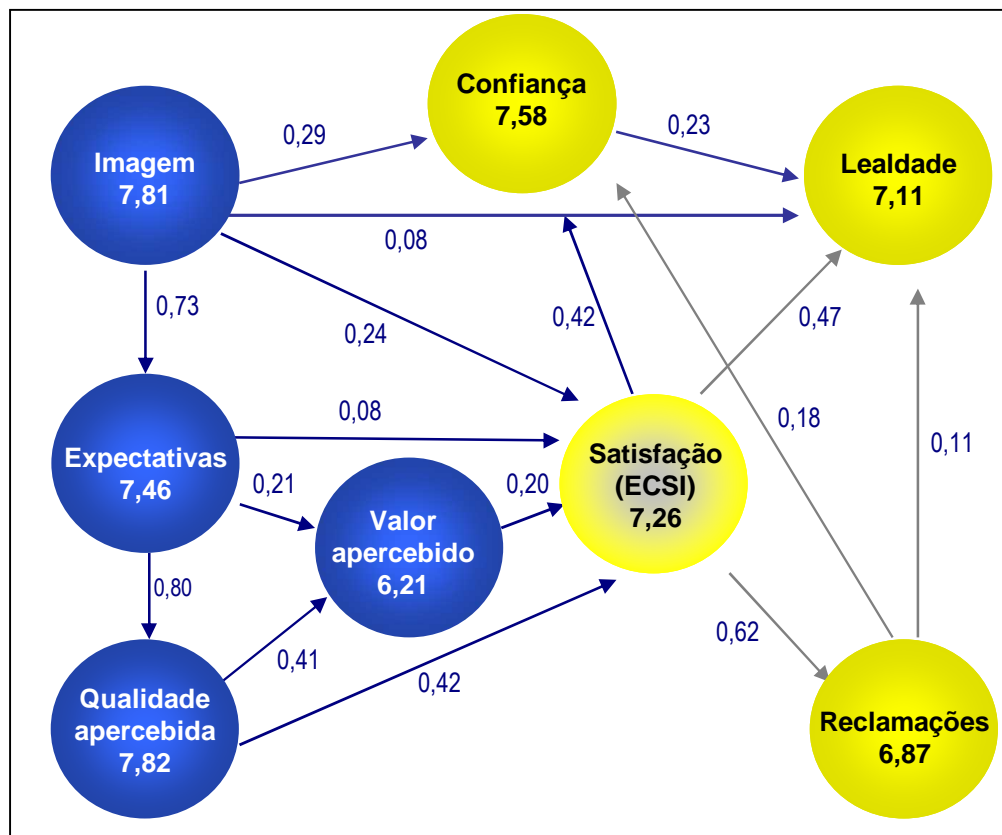 Confiança
7,58
0,29
0,23
Imagem
7,81
Lealdade
7,11
0,08
0,73
0,24
0,42
0,47
0,08
0,18
Expectativas
7,46
0,21
Valor
apercebido
6,21
0,20
Satisfação
(ECSI)
7,26
0,11
0,80
0,41
0,42
0,62
Qualidade
apercebida
7,82
Reclamações
6,87